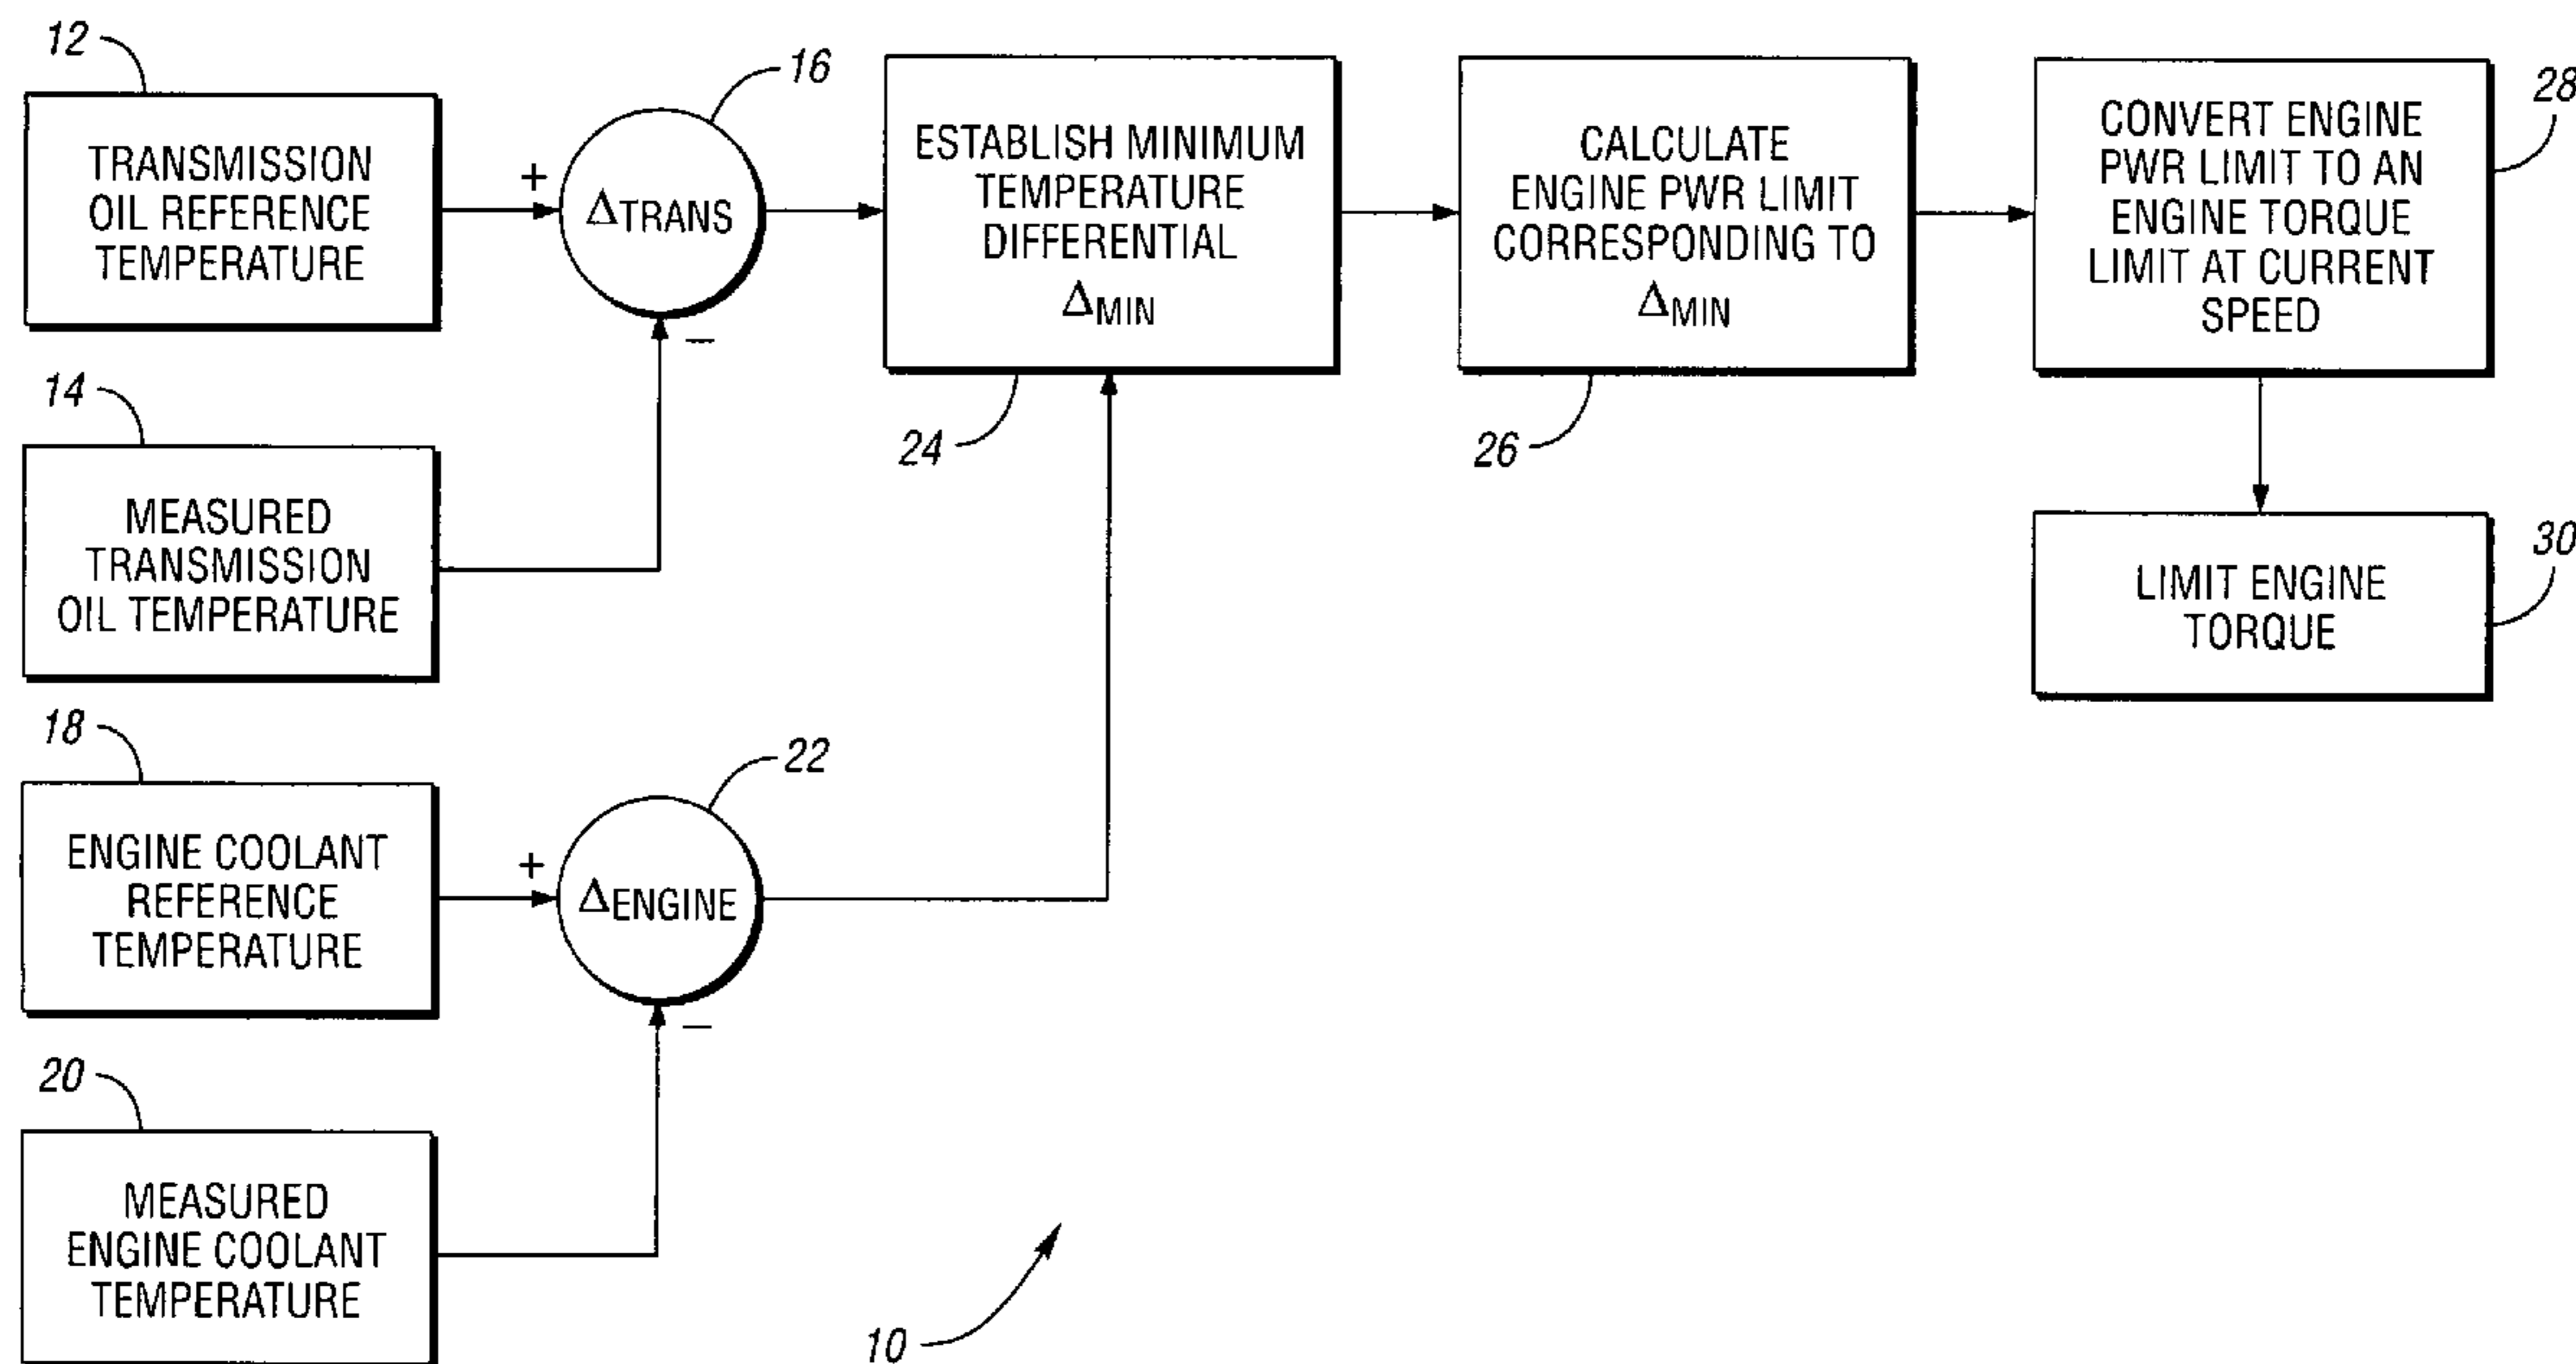 12
TRANSMISSION
OIL REFERENCE
TEMPERATURE
14
MEASURED
TRANSMISSION
OIL TEMPERATURE
+
16
ΔTRANS
–
18
ENGINE COOLANT
REFERENCE
TEMPERATURE
20
MEASURED
ENGINE COOLANT
TEMPERATURE
+
22
ΔENGINE
–
ESTABLISH MINIMUM
TEMPERATURE
DIFFERENTIAL
ΔMIN
24
CALCULATE
ENGINE PWR LIMIT
CORRESPONDING TO
ΔMIN
26
CONVERT ENGINE
PWR LIMIT TO AN
ENGINE TORQUE
LIMIT AT CURRENT
SPEED
28
LIMIT ENGINE
TORQUE
30
10